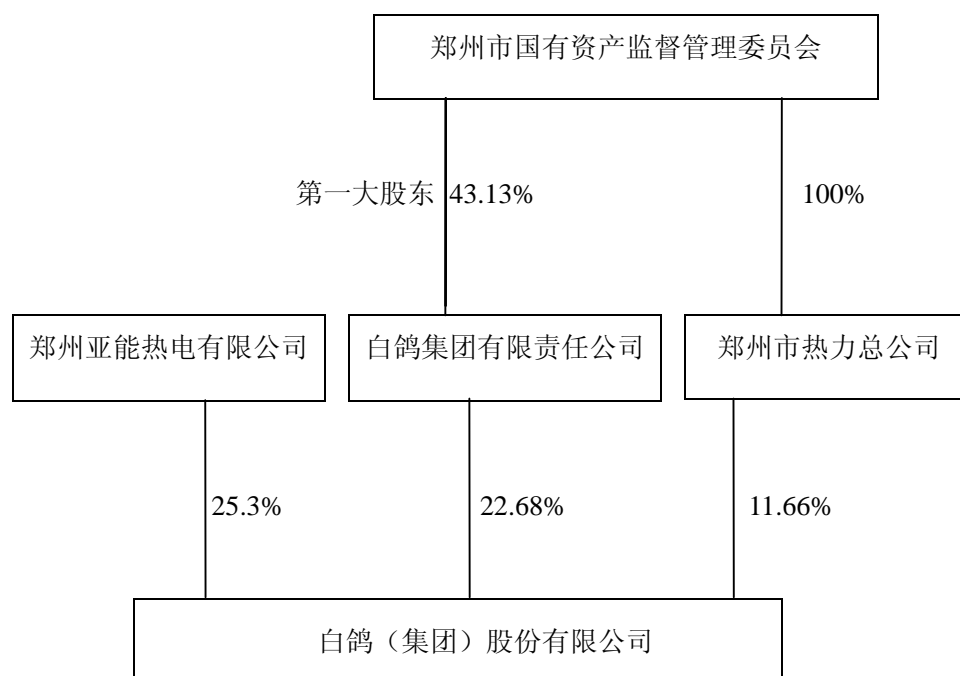 郑州市国有资产监督管理委员会
第一大股东 43.13%
100%
郑州亚能热电有限公司
白鸽集团有限责任公司
郑州市热力总公司
25.3%
22.68%
11.66%
白鸽（集团）股份有限公司